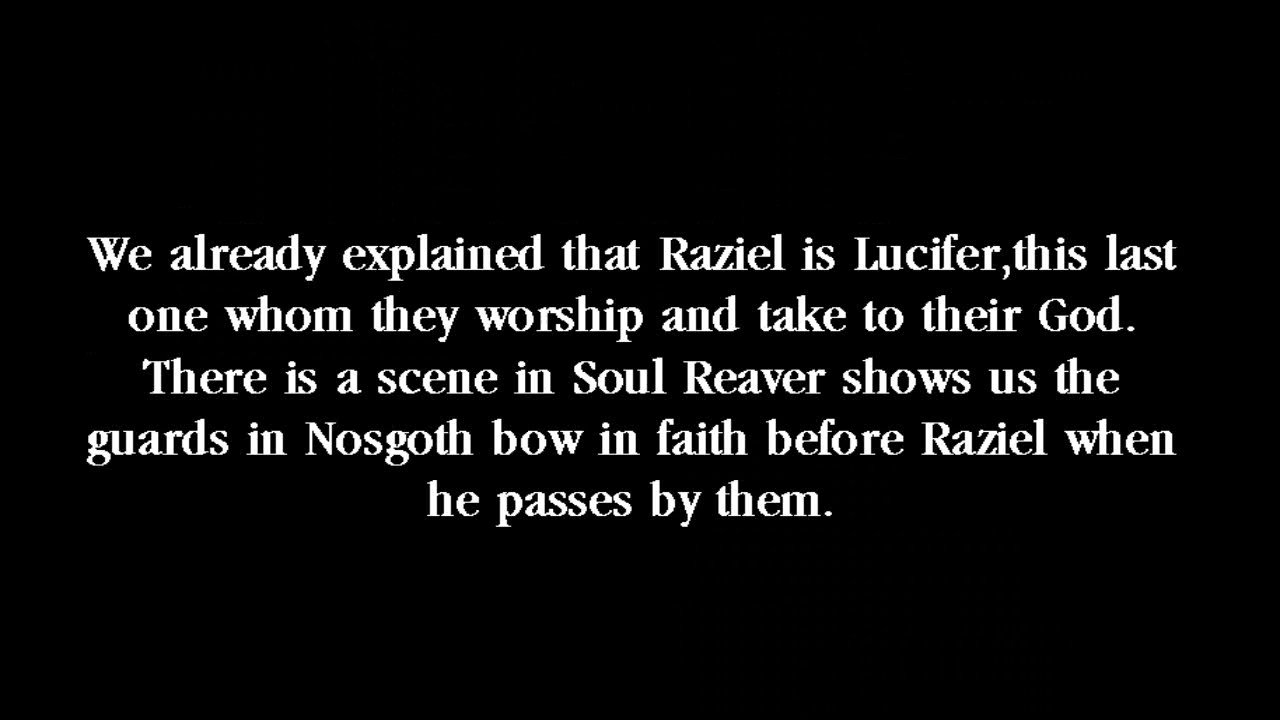 We already explained that Raziel is Lucifer,this last
one whom they worship and take to their God.
There is a scene in Soul Reaver shows us the
guards in Nosgoth bow in faith before Raziel when
he passes by them.